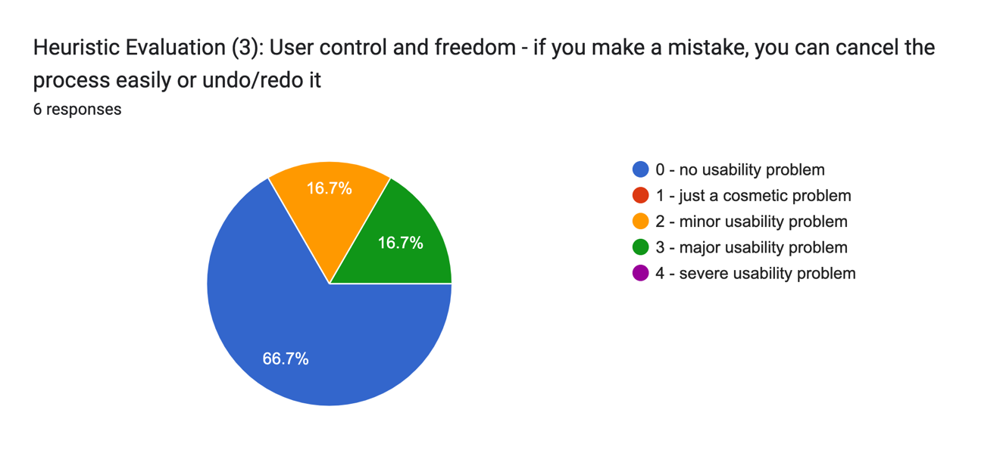 Heuristic Evaluation (3): User control and freedom - if you make a mistake, you can cancel the
process easily or undo/redo it
6 responses
16.7%
16.7%
66.7%
0 - no usability problem
1 - just a cosmetic problem
2 - minor usability problem
3 - major usability problem
4 - severe usability problem